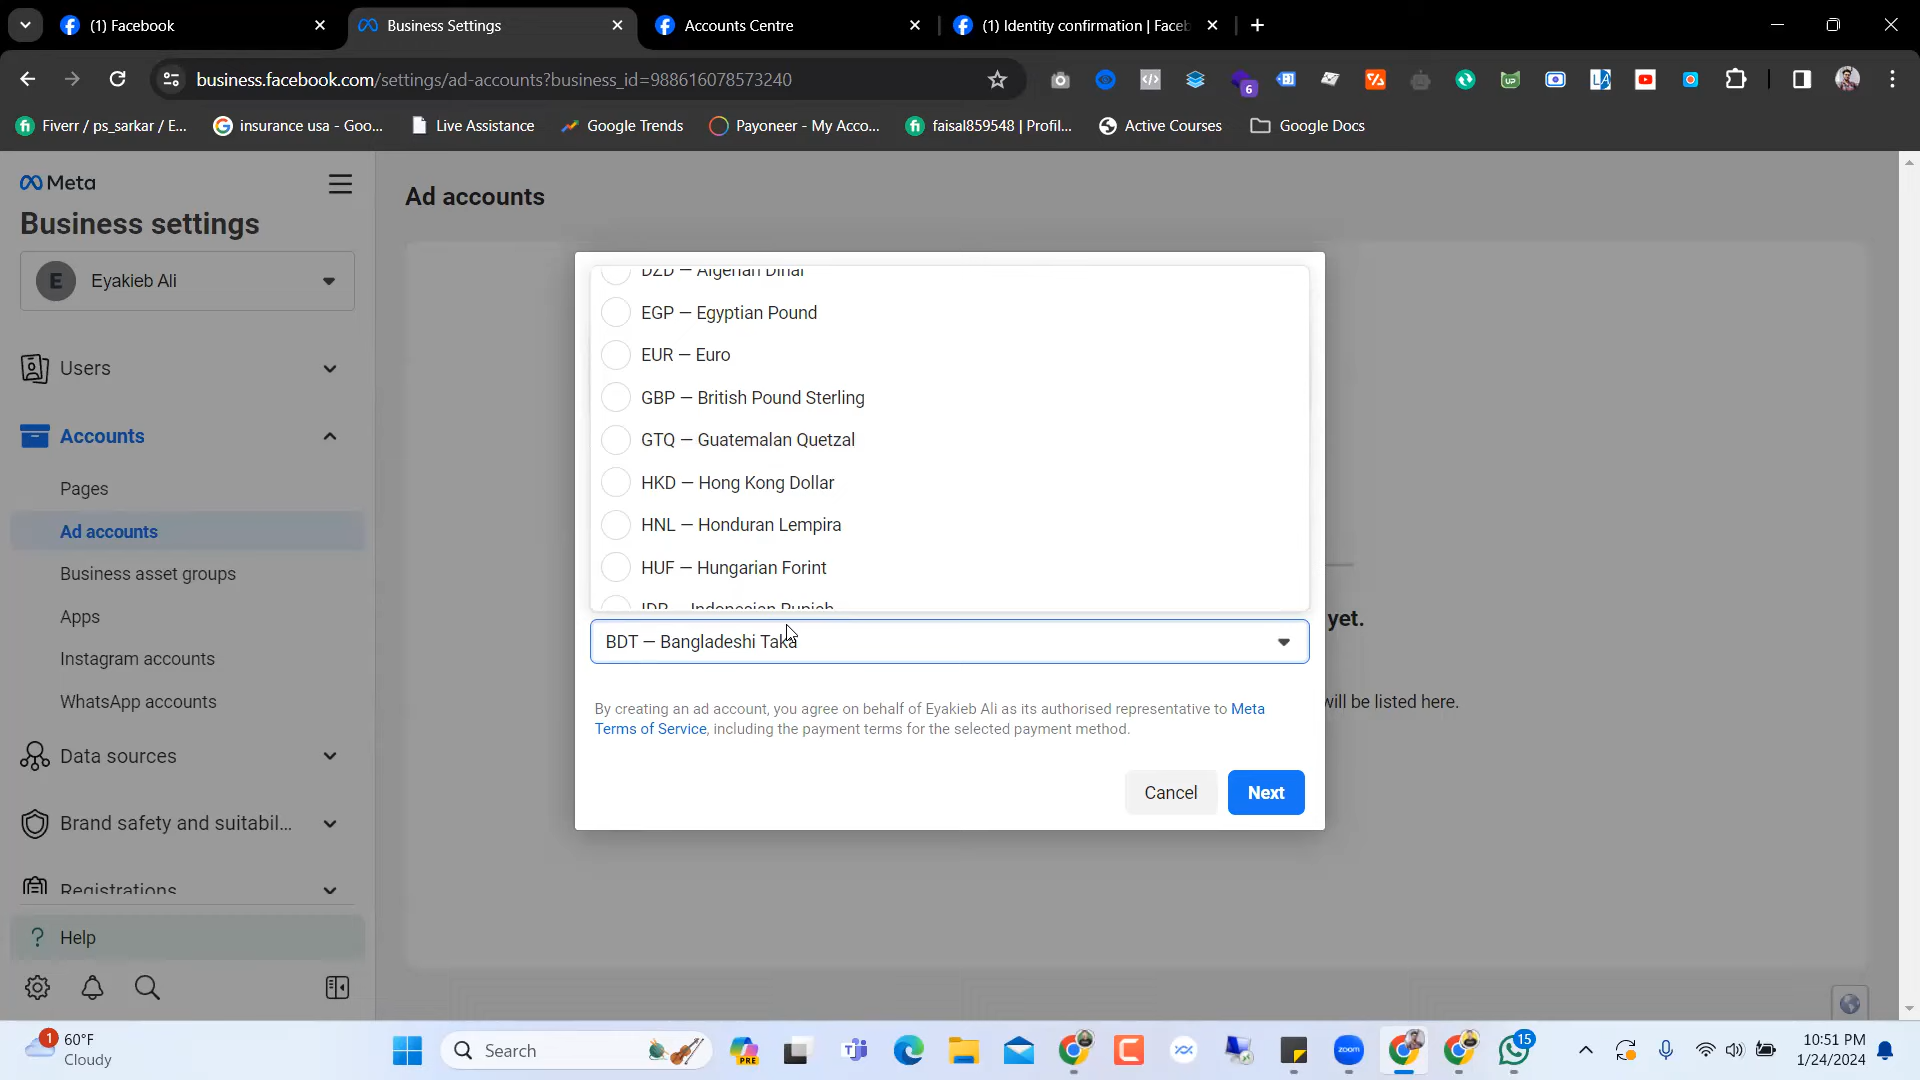 (1) Facebook
Business Settings
Accounts Centre
(1) Identity confirmation | Faceb
business.facebook.com/settings/ad-accounts?business_id=988616078573240
6
Fiverr / ps_sarkar / E...
insurance usa - Goo...
Live Assistance
Google Trends
Payoneer - My Acco...
faisal859548 | Profil...
Active Courses
Google Docs
Meta
Business settings
E
Eyakieb Ali
Users
Accounts
Pages
Ad accounts
Business asset groups
Apps
Instagram accounts
WhatsApp accounts
Data sources
Brand safety and suitabil...
Registrations
? Help
Ad accounts
DZD — Algerian Dinar
EGP — Egyptian Pound
EUR — Euro
GBP — British Pound Sterling
GTQ — Guatemalan Quetzal
HKD — Hong Kong Dollar
HNL — Honduran Lempira
HUF — Hungarian Forint
IDR — Indonesian Rupiah
BDT — Bangladeshi Taka
yet.
will be listed here.
By creating an ad account, you agree on behalf of Eyakieb Ali as its authorised representative to Meta
Terms of Service, including the payment terms for the selected payment method.
Cancel
Next
1
60°F
Cloudy
Search
PRE
zoom
15
10:51 PM
1/24/2024